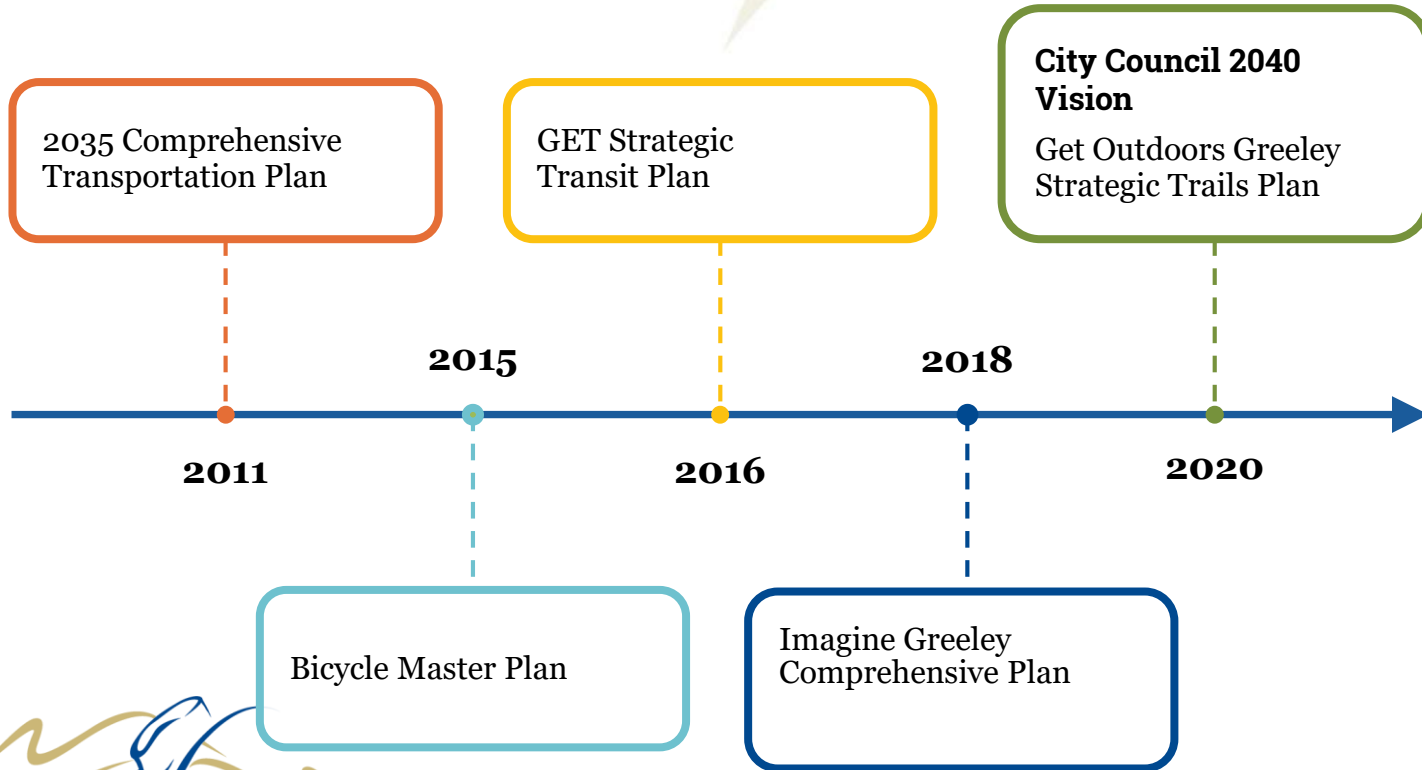 City Council 2040
Vision
Get Outdoors Greeley
Strategic Trails Plan
2035 Comprehensive
Transportation Plan
GET Strategic
Transit Plan
2015
2018
2011
2016
2020
Bicycle Master Plan
Imagine Greeley
Comprehensive Plan